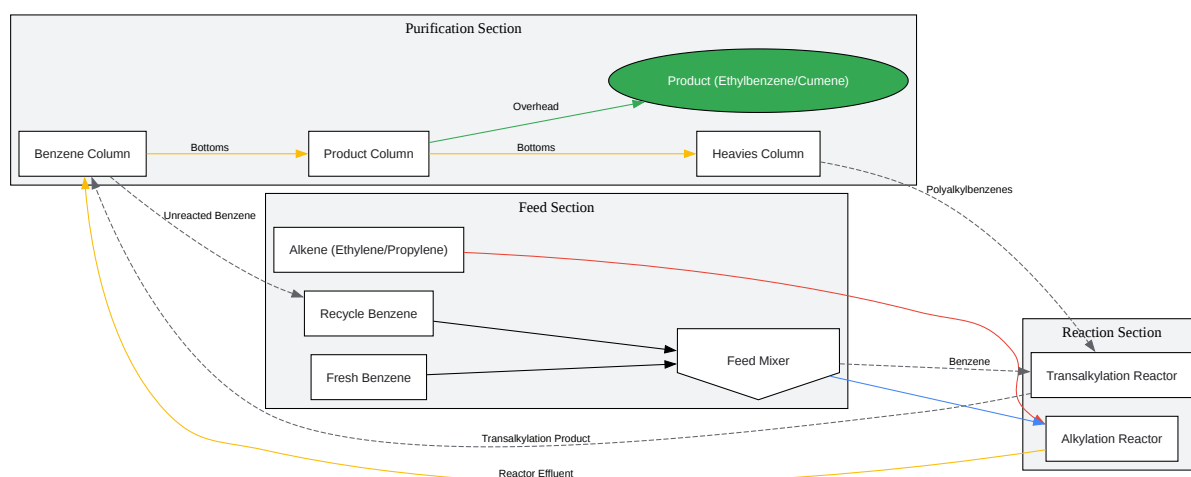 Purification Section
Product (Ethylbenzene/Cumene)
Overhead
Benzene Column
Bottoms
Product Column
Bottoms
Heavies Column
Polyalkylbenzenes
Unreacted Benzene
Feed Section
Alkene (Ethylene/Propylene)
Recycle Benzene
Fresh Benzene
Feed Mixer
Benzene
Reaction Section
Transalkylation Reactor
Alkylation Reactor
Transalkylation Product
Reactor Effluent